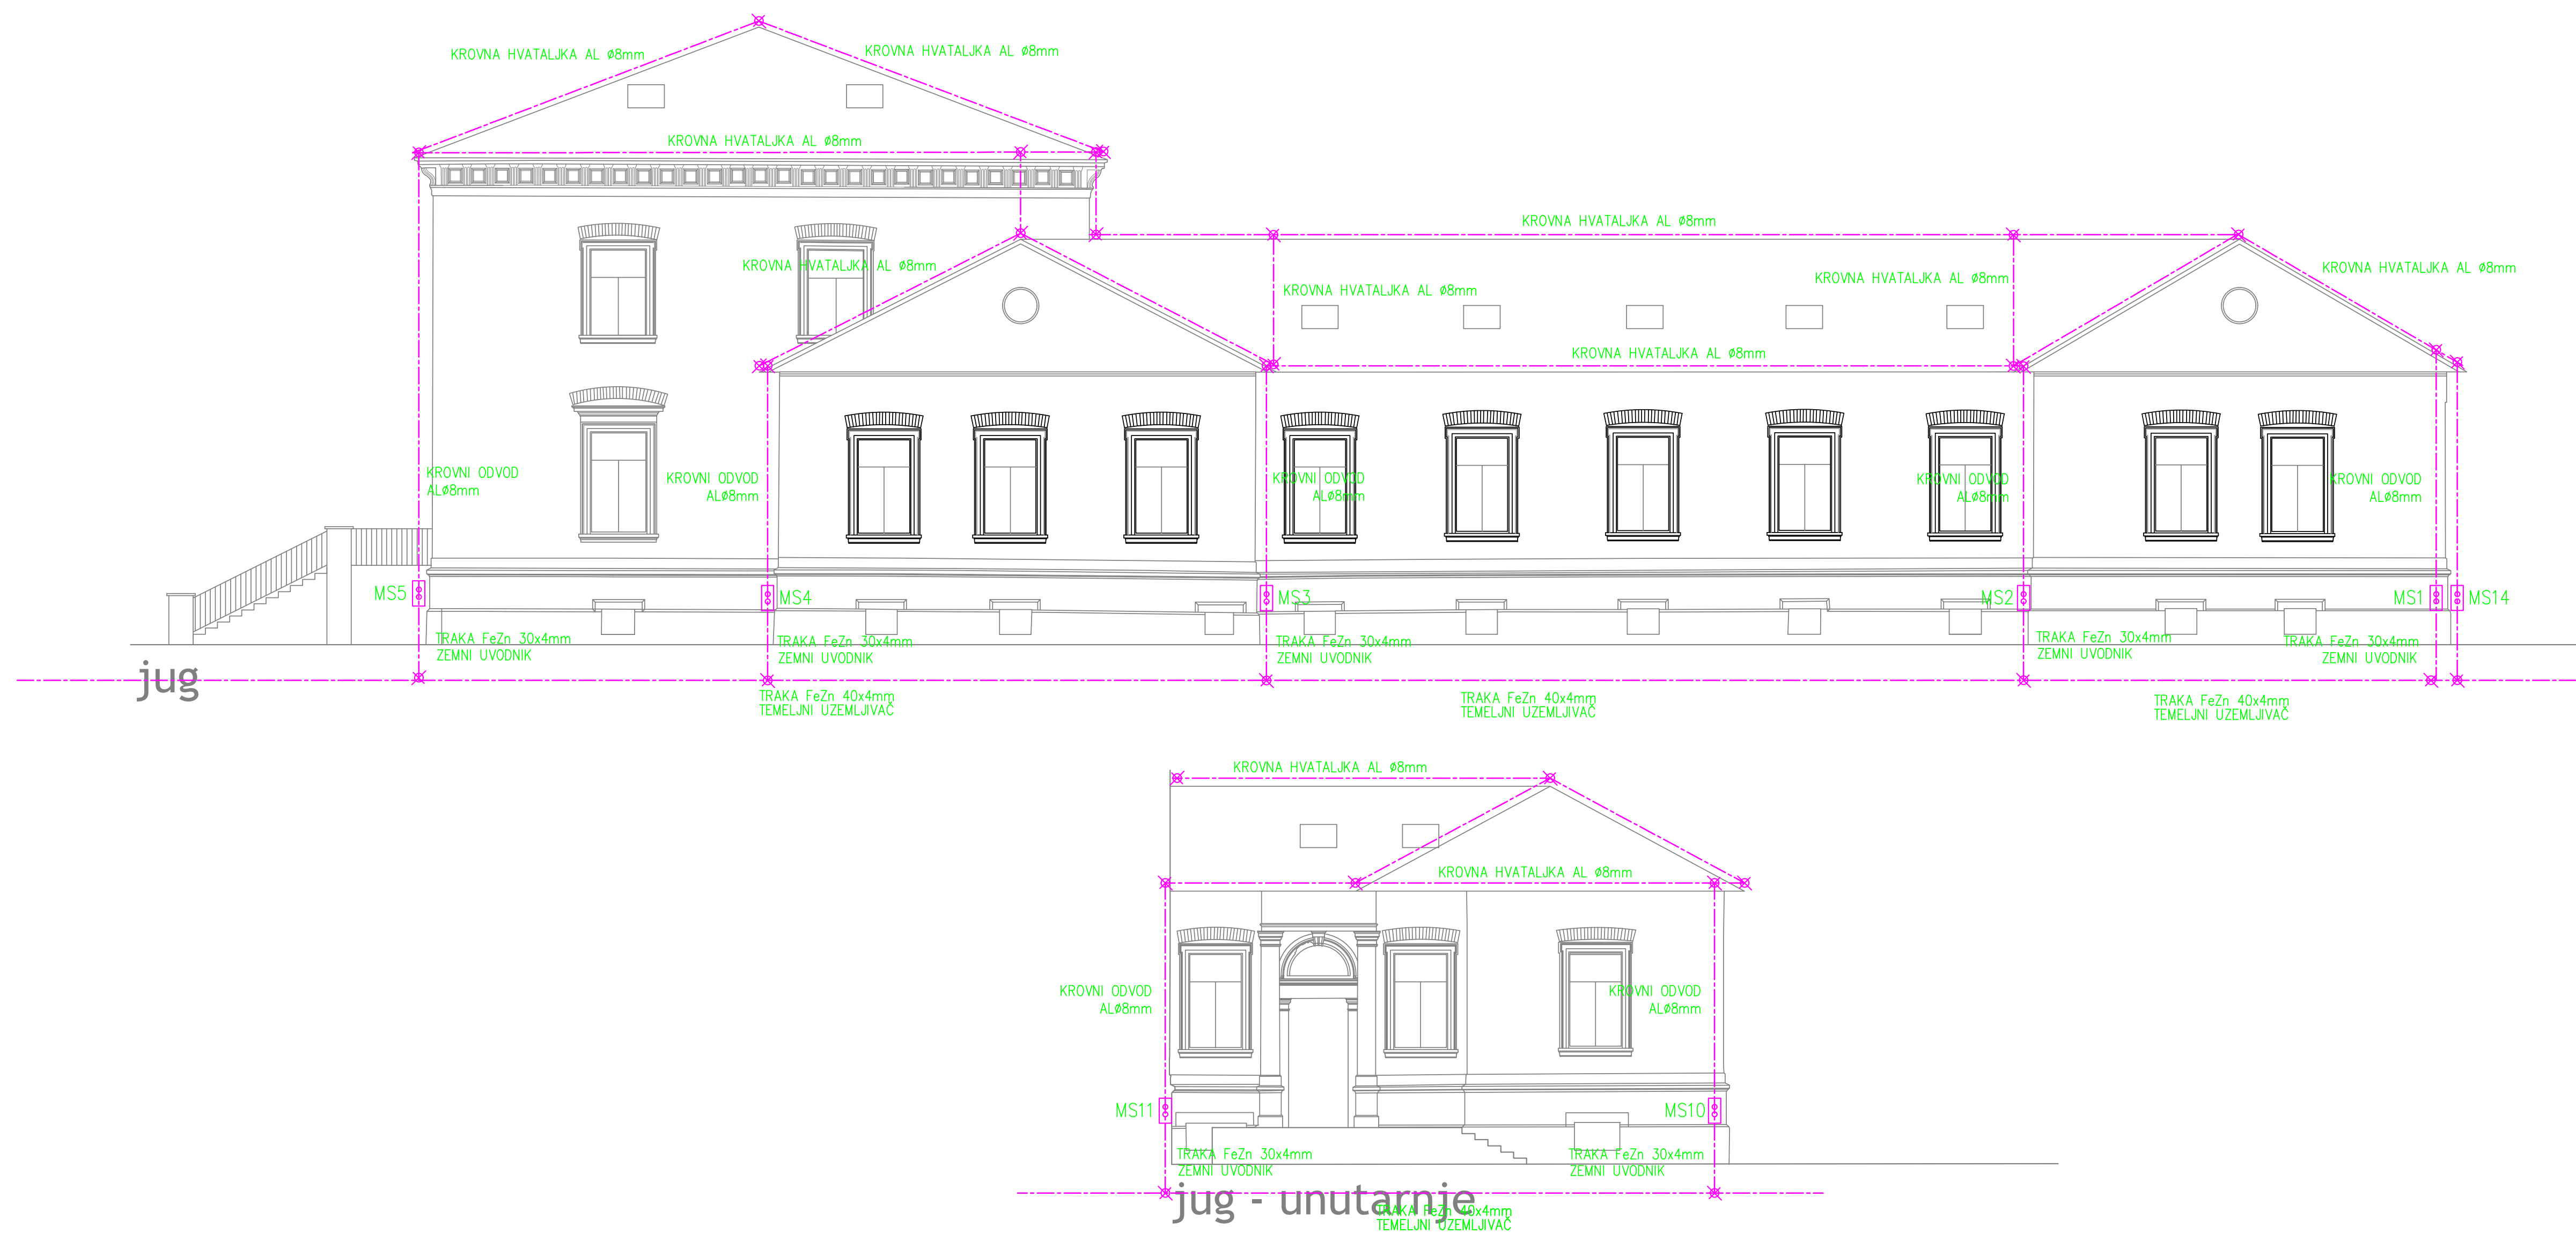 KROVNA HVATALJKA AL ø8mm
KROVNA HVATALJKA AL ø8mm
KROVNA HVATALJKA AL ø8mm
KROVNA HVATALJKA AL ø8mm
KROVNA HVATALJKA AL ø8mm
KROVNA HVATALJKA AL ø8mm
KROVNA HVATALJKA AL ø8mm
KROVNA HVATALJKA AL ø8mm
KROVNA HVATALJKA AL ø8mm
KROVNA HVATALJKA AL ø8mm
KROVNI ODVOD
ALø8mm
KROVNI ODVOD
ALø8mm
KROVNI ODVOD
ALø8mm
KROVNI ODVOD
ALø8mm
KROVNI ODVOD
ALø8mm
MS5
MS4
MS3
MS2
MS1
MS14
TRAKA FeZn 30x4mm
ZEMNI UVODNIK
TRAKA FeZn 30x4mm
ZEMNI UVODNIK
TRAKA FeZn 30x4mm
ZEMNI UVODNIK
TRAKA FeZn 30x4mm
ZEMNI UVODNIK
TRAKA FeZn 30x4mm
ZEMNI UVODNIK
jug
TRAKA FeZn 40x4mm
TEMELJNI UZEMLJIVAČ
TRAKA FeZn 40x4mm
TEMELJNI UZEMLJIVAČ
TRAKA FeZn 40x4mm
TEMELJNI UZEMLJIVAČ
KROVNA HVATALJKA AL ø8mm
KROVNA HVATALJKA AL ø8mm
KROVNI ODVOD
ALø8mm
KROVNI ODVOD
ALø8mm
MS11
MS10
TRAKA FeZn 30x4mm
ZEMNI UVODNIK
TRAKA FeZn 30x4mm
ZEMNI UVODNIK
jug - unutarnje
TRAKA FeZn 40x4mm
TEMELJNI UZEMLJIVAČ